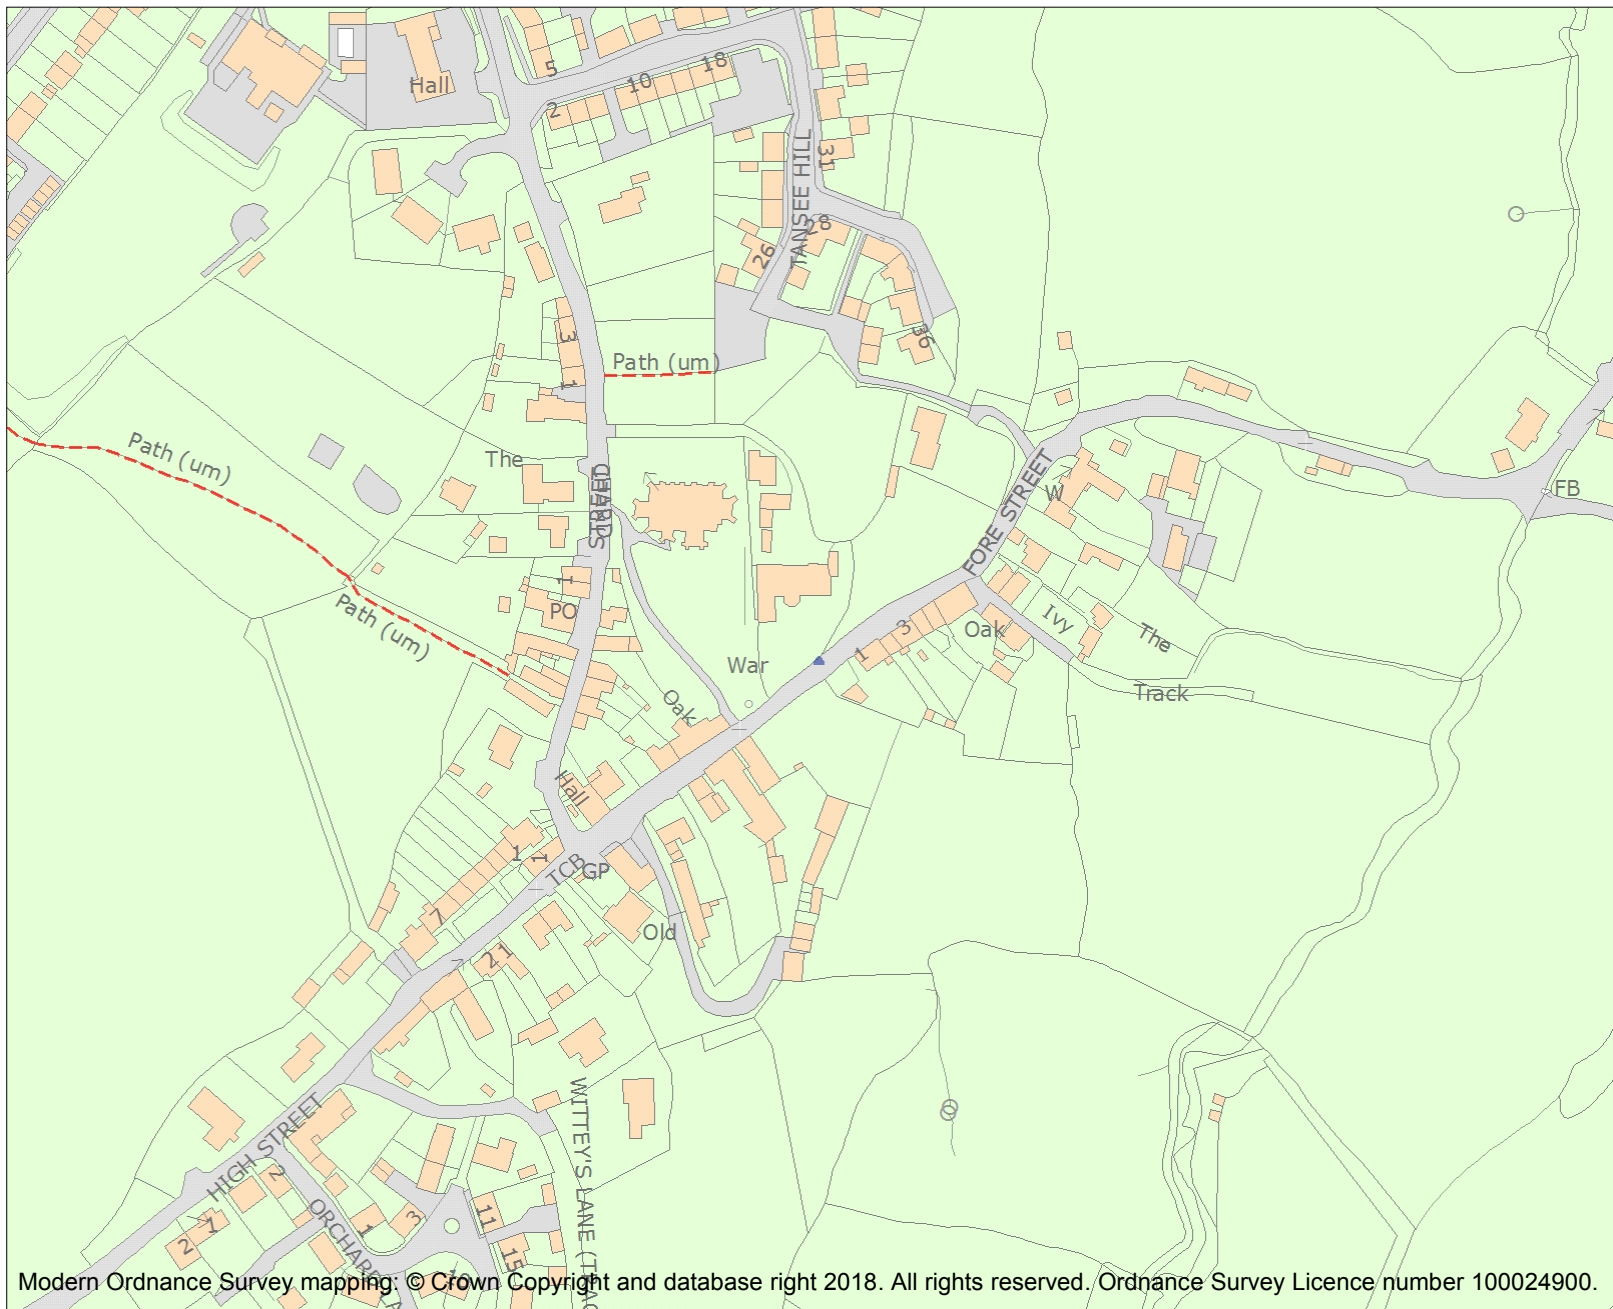 5
18
10
Hall
2
31
TANSEE HILL
28
26
36
3
Path (um)
1
Path (um)
The
FORE STREET
W
FB
STREET
Path (um)
1
PO
Ivy
3
Oak
The
1
War
Track
Oak
Hall
1
1
TCB
GP
7
Old
21
WITTEY'S LANE
HIGH STREET
2
ORCHARD
1
3
11
1
2
15
Modern Ordnance Survey mapping: © Crown Copyright and database right 2018. All rights reserved. Ordnance Survey Licence number 100024900.